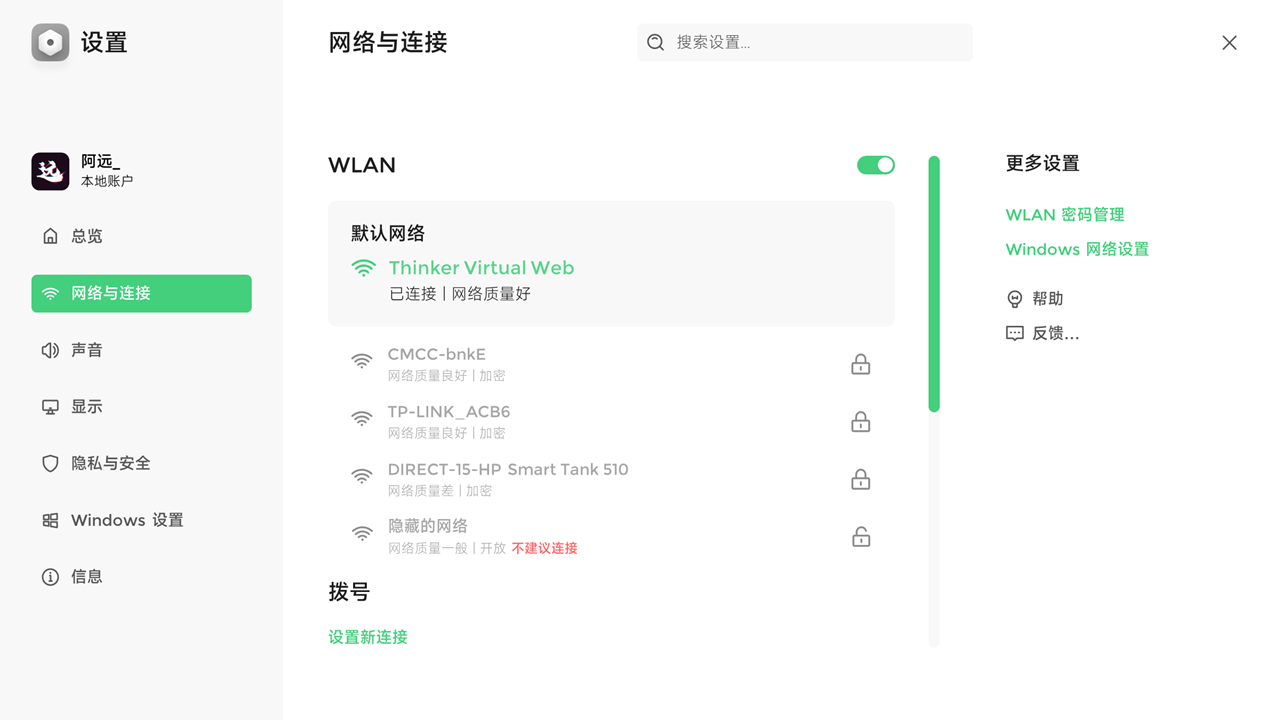 设置
阿远_
本地账户
总览
网络与连接
声音
显示
隐私与安全
Windows 设置
信息
网络与连接
搜索设置...
WLAN
默认网络
Thinker Virtual Web
已连接 | 网络质量好
CMCC-bnkE
网络质量良好 | 加密
TP-LINK_ACB6
网络质量良好 | 加密
DIRECT-15-HP Smart Tank 510
网络质量差 | 加密
隐藏的网络
网络质量一般 | 开放 不建议连接
拨号
设置新连接
更多设置
WLAN 密码管理
Windows 网络设置
帮助
反馈...